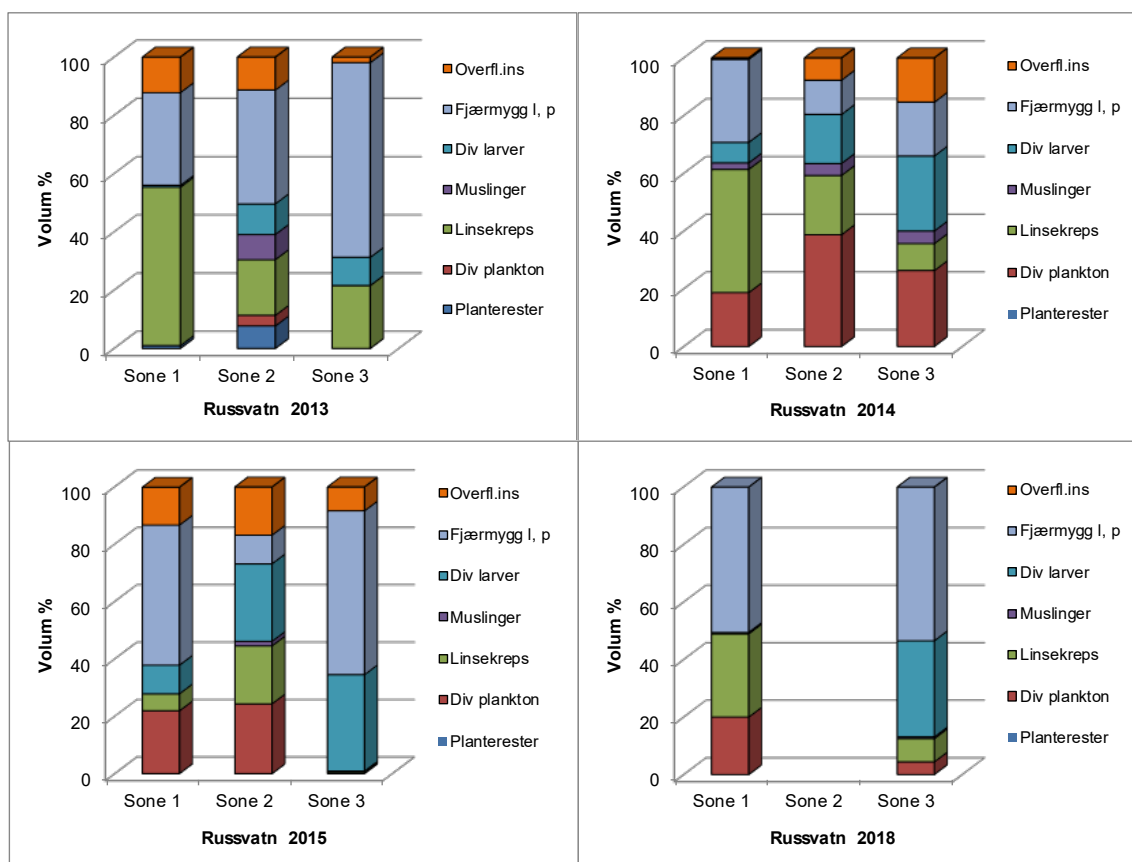 Volum %
100
80
60
40
20
0
Sone 1 Sone 2 Sone 3
Russvatn 2013
Overfl.ins
Fjærmygg l, p
Div larver
Muslinger
Linsekreps
Div plankton
Planterester
Volum %
100
80
60
40
20
0
Sone 1 Sone 2 Sone 3
Russvatn 2014
Overfl.ins
Fjærmygg l, p
Div larver
Muslinger
Linsekreps
Div plankton
Planterester
Volum %
100
80
60
40
20
0
Sone 1 Sone 2 Sone 3
Russvatn 2015
Overfl.ins
Fjærmygg l, p
Div larver
Muslinger
Linsekreps
Div plankton
Planterester
Volum %
100
80
60
40
20
0
Sone 1 Sone 2 Sone 3
Russvatn 2018
Overfl.ins
Fjærmygg l, p
Div larver
Muslinger
Linsekreps
Div plankton
Planterester